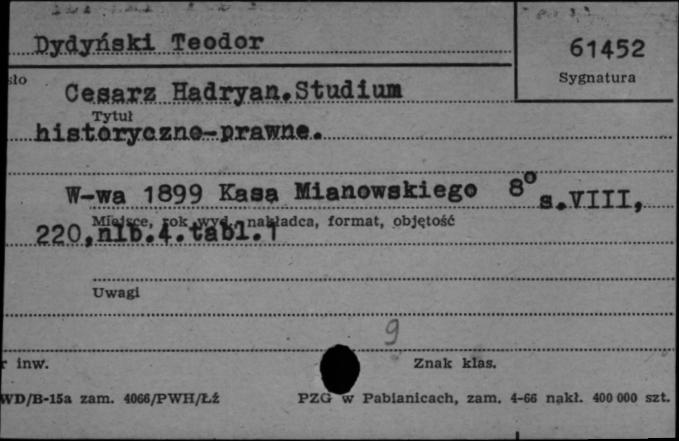 Dydyński Teodor
61452
Sygnatura
sło
Cesarz Hadryan.Studium
Tytuł
historyczno-prawne.
W-wa 1899 Kasa Mianowskiego 8° s.VIII,
Miejsce, rok wyd., nakładca, format, objętość
220,nlb.4.tabl.1
Uwagi
9
r inw.
Znak klas.
WD/B-15a zam. 4066/PWH/Łż
PZG w Pabianicach, zam. 4-66 nakł. 400 000 szt.